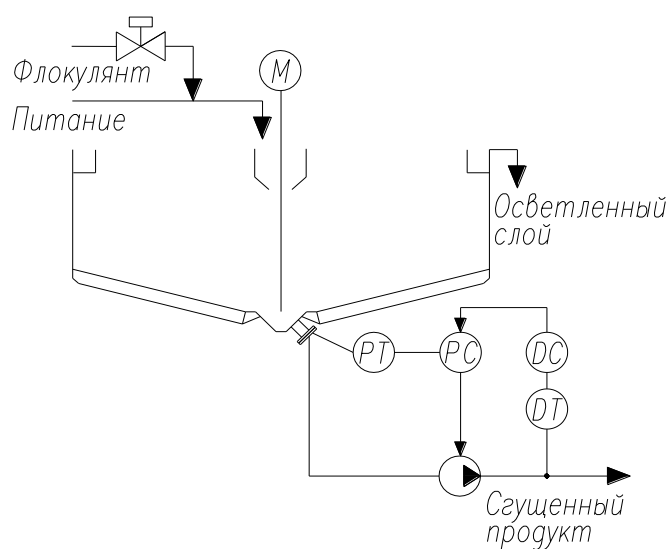 Флокулянт
М
Питание
Осветленный
слой
PT
PC
DC
DT
Сгущенный
продукт